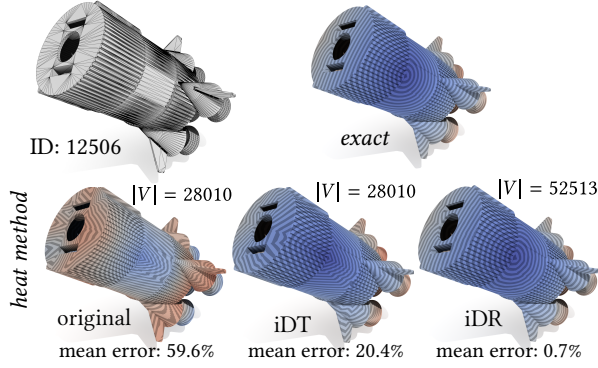 ID: 12506
exact
heat method
|V| = 28010
|V| = 28010
|V| = 52513
original
iDT
iDR
mean error: 59.6%
mean error: 20.4%
mean error: 0.7%